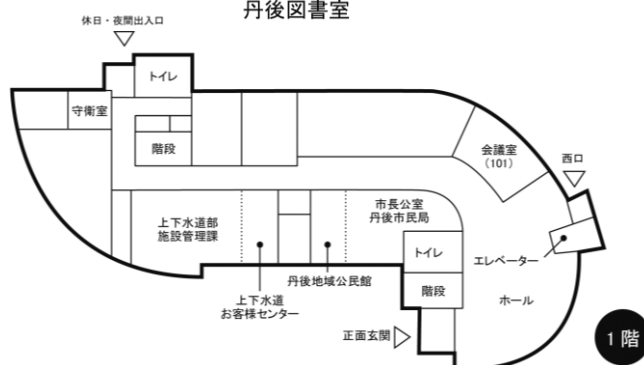 丹後図書室
休日・夜間出入口
トイレ
守衛室
階段
会議室
(101)
西口
市長公室
丹後市民局
上下水道部
施設管理課
トイレ
エレベーター
丹後地域公民館
階段
ホール
上下水道
お客様センター
正面玄関
1階